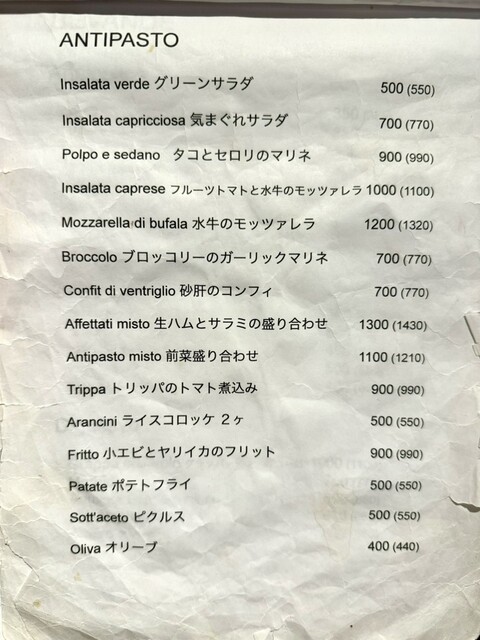 ANTIPASTO
Insalata verde グリーンサラダ 500 (550)
Insalata capricciosa 気まぐれサラダ 700 (770)
Polpo e sedano タコとセロリのマリネ 900 (990)
Insalata caprese フルーツトマトと水牛のモッツァレラ 1000 (1100)
Mozzarella di bufala 水牛のモッツァレラ 1200 (1320)
Broccolo ブロッコリーのガーリックマリネ 700 (770)
Confit di ventriglio 砂肝のコンフィ 700 (770)
Affettati misto 生ハムとサラミの盛り合わせ 1300 (1430)
Antipasto misto 前菜盛り合わせ 1100 (1210)
Trippa トリッパのトマト煮込み 900 (990)
Arancini ライスコロッケ 2ヶ 500 (550)
Fritto 小エビとヤリイカのフリット 900 (990)
Patate ポテトフライ 500 (550)
Sott'aceto ピクルス 500 (550)
Oliva オリーブ 400 (440)